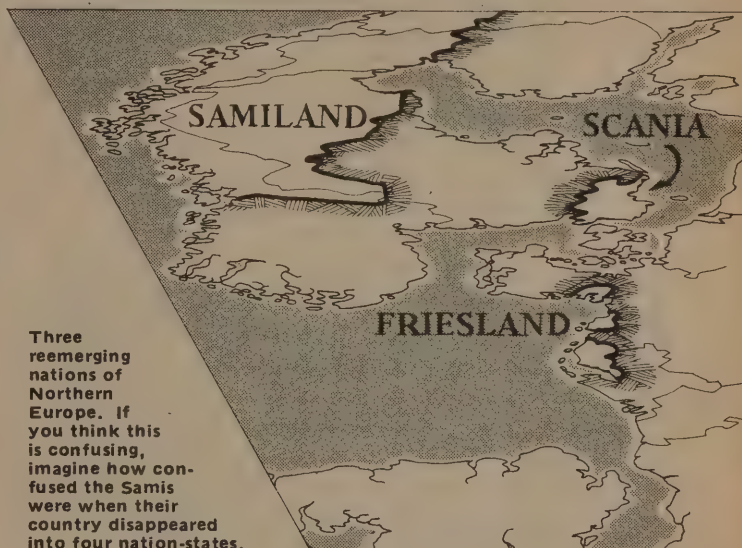 SAMILAND
SCANIA
FRIESLAND
Three
reemerging
nations of
Northern
Europe. If
you think this
is confusing,
imagine how con-
fused the Samis
were when their
country disappeared
into four nation-states.